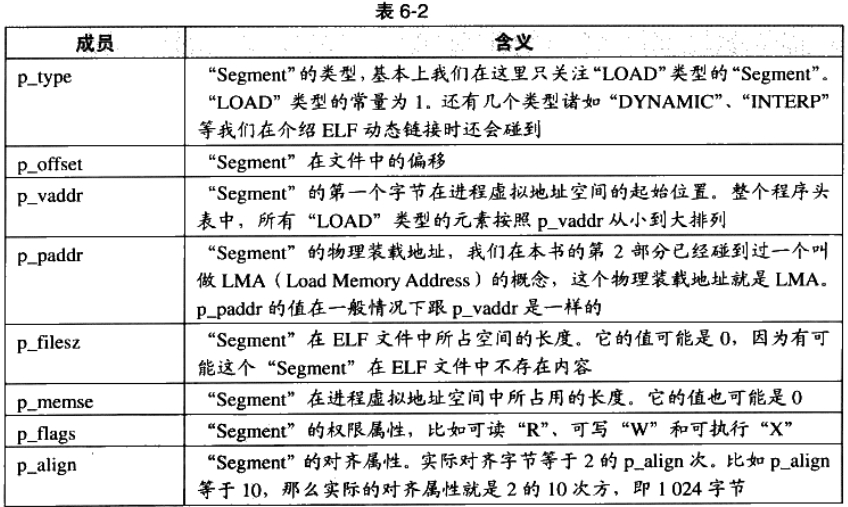 表 6-2
成员 含义
p_type “Segment”的类型,基本上我们在这里只关注“LOAD”类型的“Segment”。
“LOAD”类型的常量为 1。还有几个类型诸如“DYNAMIC”、“INTERP”
等我们在介绍 ELF 动态链接时还会碰到
p_offset “Segment”在文件中的偏移
p_vaddr “Segment”的第一个字节在进程虚拟地址空间的起始位置。整个程序头
表中，所有“LOAD”类型的元素按照 p_vaddr 从小到大排列
p_paddr “Segment”的物理装载地址，我们在本书的第 2 部分已经碰到过一个叫
做 LMA（Load Memory Address）的概念，这个物理装载地址就是 LMA。
p_paddr 的值在一般情况下跟 p_vaddr 是一样的
p_filesz “Segment”在 ELF 文件中所占空间的长度。它的值可能是 0，因为有可
能这个“Segment”在 ELF 文件中不存在内容
p_memse “Segment”在进程虚拟地址空间中所占用的长度。它的值也可能是 0
p_flags “Segment”的权限属性，比如可读“R”、可写“W”和可执行“X”
p_align “Segment”的对齐属性。实际对齐字节等于 2 的 p_align 次。比如 p_align
等于 10，那么实际的对齐属性就是 2 的 10 次方，即 1 024 字节